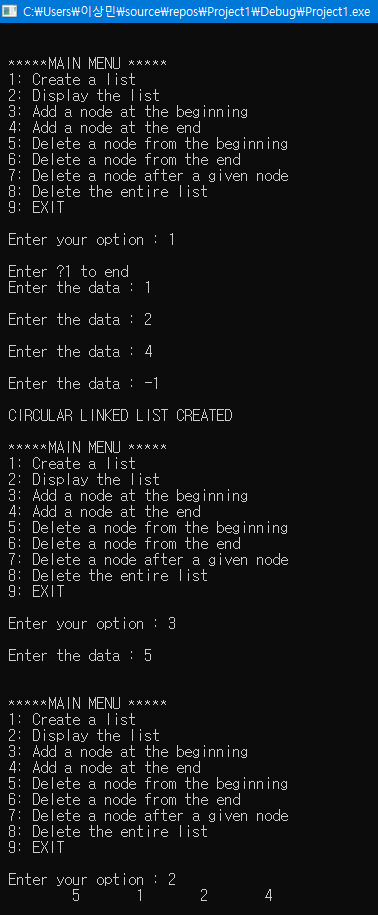 C:₩Users₩이상민₩source₩repos₩Project1₩Debug₩Project1.exe
*****MAIN MENU *****
1: Create a list
2: Display the list
3: Add a node at the beginning
4: Add a node at the end
5: Delete a node from the beginning
6: Delete a node from the end
7: Delete a node after a given node
8: Delete the entire list
9: EXIT
Enter your option : 1
Enter ?1 to end
Enter the data : 1
Enter the data : 2
Enter the data : 4
Enter the data : -1
CIRCULAR LINKED LIST CREATED
*****MAIN MENU *****
1: Create a list
2: Display the list
3: Add a node at the beginning
4: Add a node at the end
5: Delete a node from the beginning
6: Delete a node from the end
7: Delete a node after a given node
8: Delete the entire list
9: EXIT
Enter your option : 3
Enter the data : 5
*****MAIN MENU *****
1: Create a list
2: Display the list
3: Add a node at the beginning
4: Add a node at the end
5: Delete a node from the beginning
6: Delete a node from the end
7: Delete a node after a given node
8: Delete the entire list
9: EXIT
Enter your option : 2
5 1 2 4